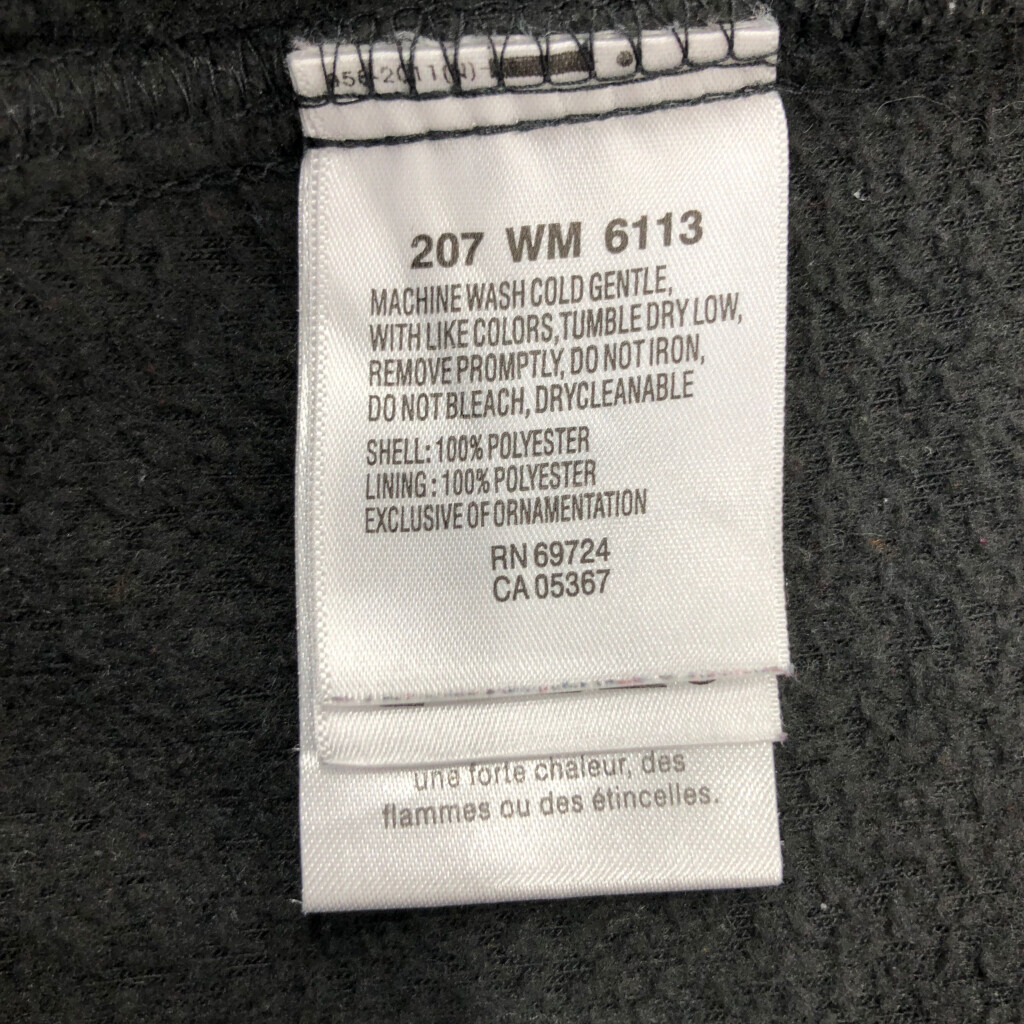 207 WM 6113
MACHINE WASH COLD GENTLE,
WITH LIKE COLORS, TUMBLE DRY LOW,
REMOVE PROMPTLY, DO NOT IRON,
DO NOT BLEACH, DRYCLEANABLE
SHELL: 100% POLYESTER
LINING : 100% POLYESTER
EXCLUSIVE OF ORNAMENTATION
RN 69724
CA 05367
une forte chaleur, des
flammes ou des étincelles.